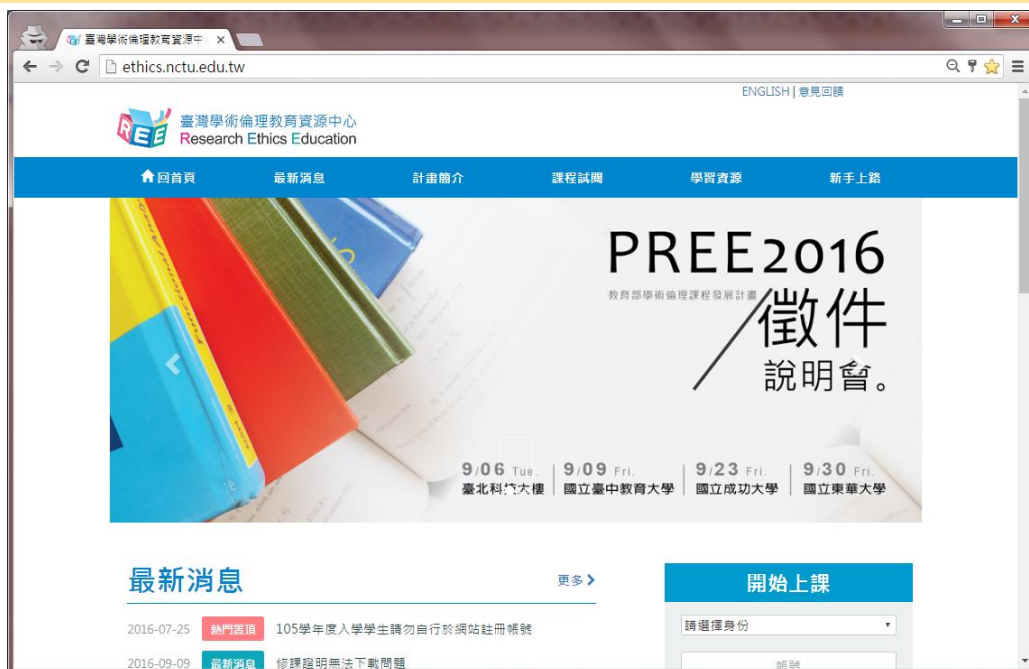 臺灣學術倫理教育資源中
ethics.nctu.edu.tw
ENGLISH | 意見回饋
REE
臺灣學術倫理教育資源中心
Research Ethics Education
回首頁 最新消息 計畫簡介 課程試閱 學習資源 新手上路
PREE2016
教育部學術倫理課程發展計畫
徵件
說明會。
9/06 Tue. 9/09 Fri. 9/23 Fri. 9/30 Fri.
臺北科技大樓 國立臺中教育大學 國立成功大學 國立東華大學
最新消息 更多
開始上課
2016-07-25 熱門置頂 105學年度入學學生請勿自行於網站註冊帳號
請選擇身份
2016-09-09 最新消息 修課證明無法下載問題
帳號